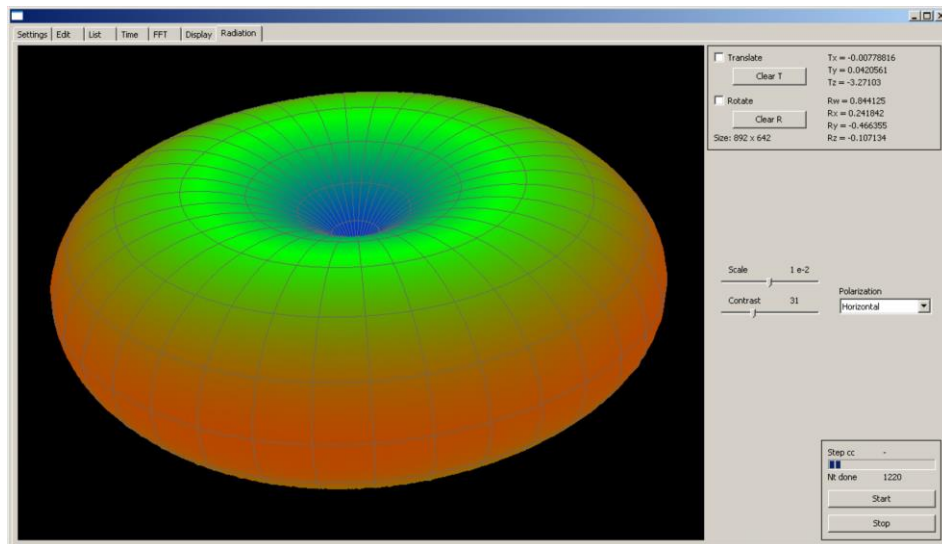 Settings Edit List Time FFT Display Radiation
Translate
Clear T
Tx = -0.00778816
Ty = 0.0420561
Tz = -3.27103
Rotate
Clear R
Rw = 0.844125
Rx = 0.241842
Ry = -0.466355
Rz = -0.107134
Size: 892 x 642
Scale 1 e-2
Contrast 31
Polarization
Horizontal
Step cc -
Nt done 1220
Start
Stop